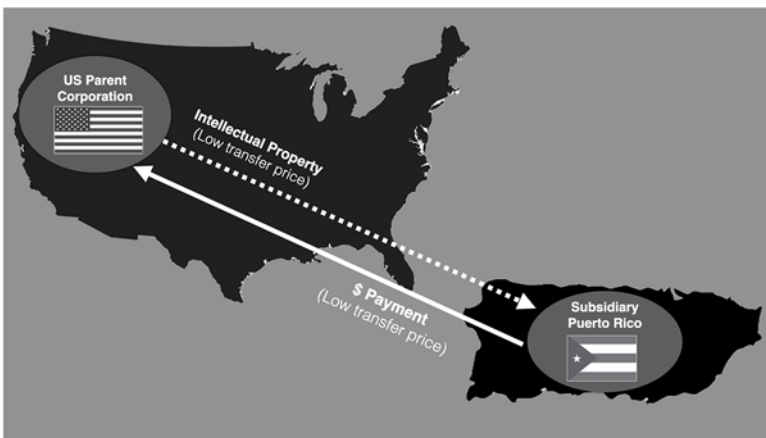 US Parent
Corporation
Intellectual Property
(Low transfer price)
$ Payment
(Low transfer price)
Subsidiary
Puerto Rico